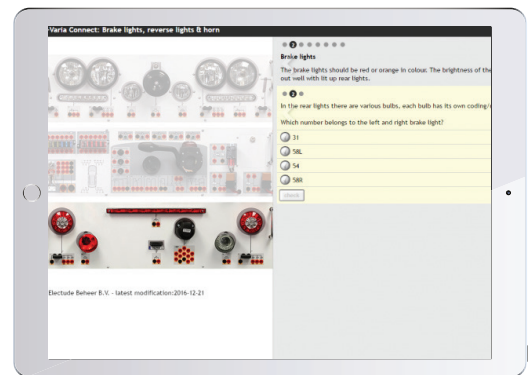 -Varia Connect: Brake lights, reverse lights & horn
2
Brake lights
The brake lights should be red or orange in colour. The brightness of the
out well with lit up rear lights.
2
In the rear lights there are various bulbs, each bulb has its own coding/
Which number belongs to the left and right brake light?
31
58L
54
58R
check
Electude Beheer B.V. - latest modification:2016-12-21